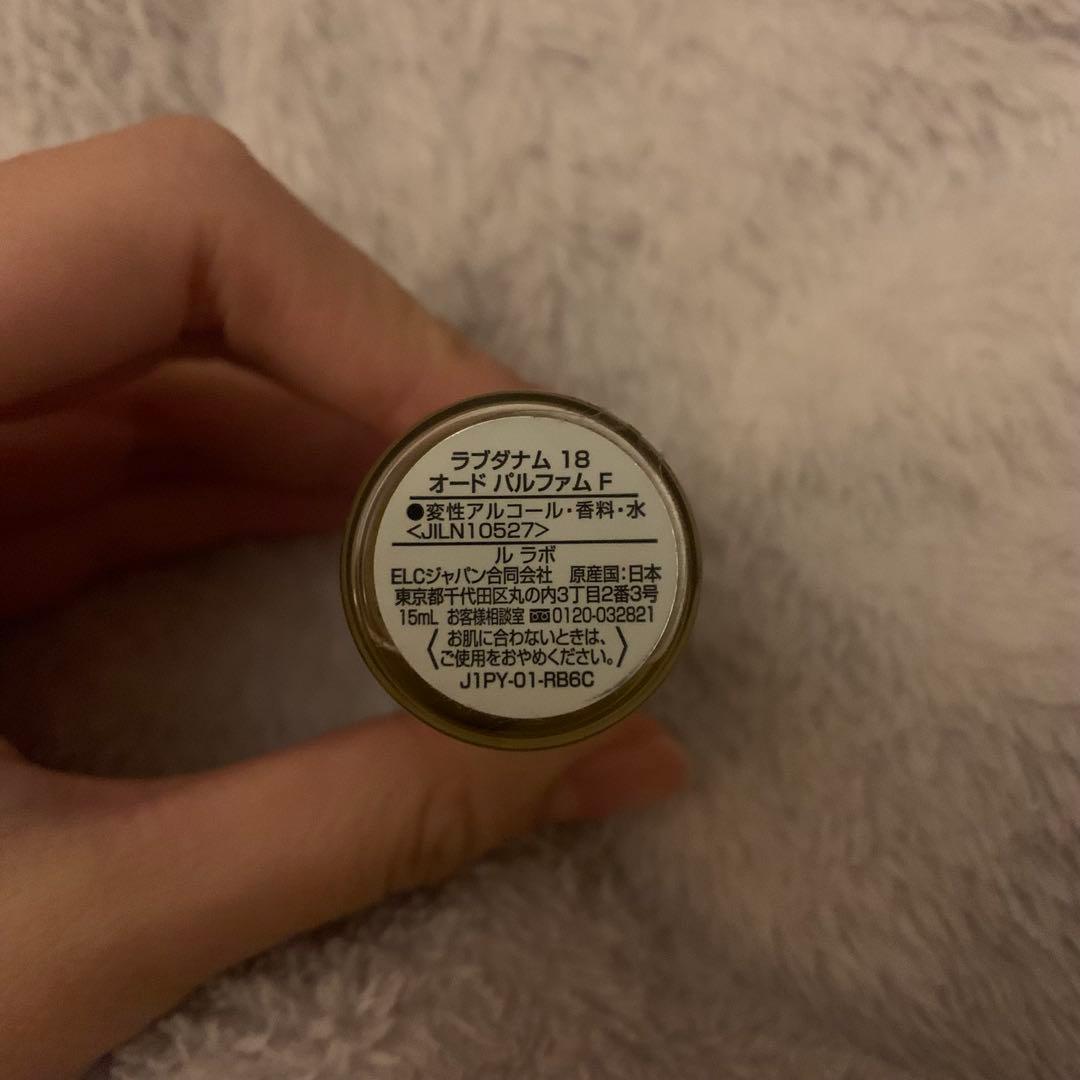 ラブダナム 18
オード パルファム F
●変性アルコール・香料・水
<JILN10527>
ル ラボ
ELCジャパン合同会社 原産国:日本
東京都千代田区丸の内3丁目2番3号
15mL お客様相談室 0120-032821
〈お肌に合わないときは、
ご使用をおやめください。〉
J1PY-01-RB6C